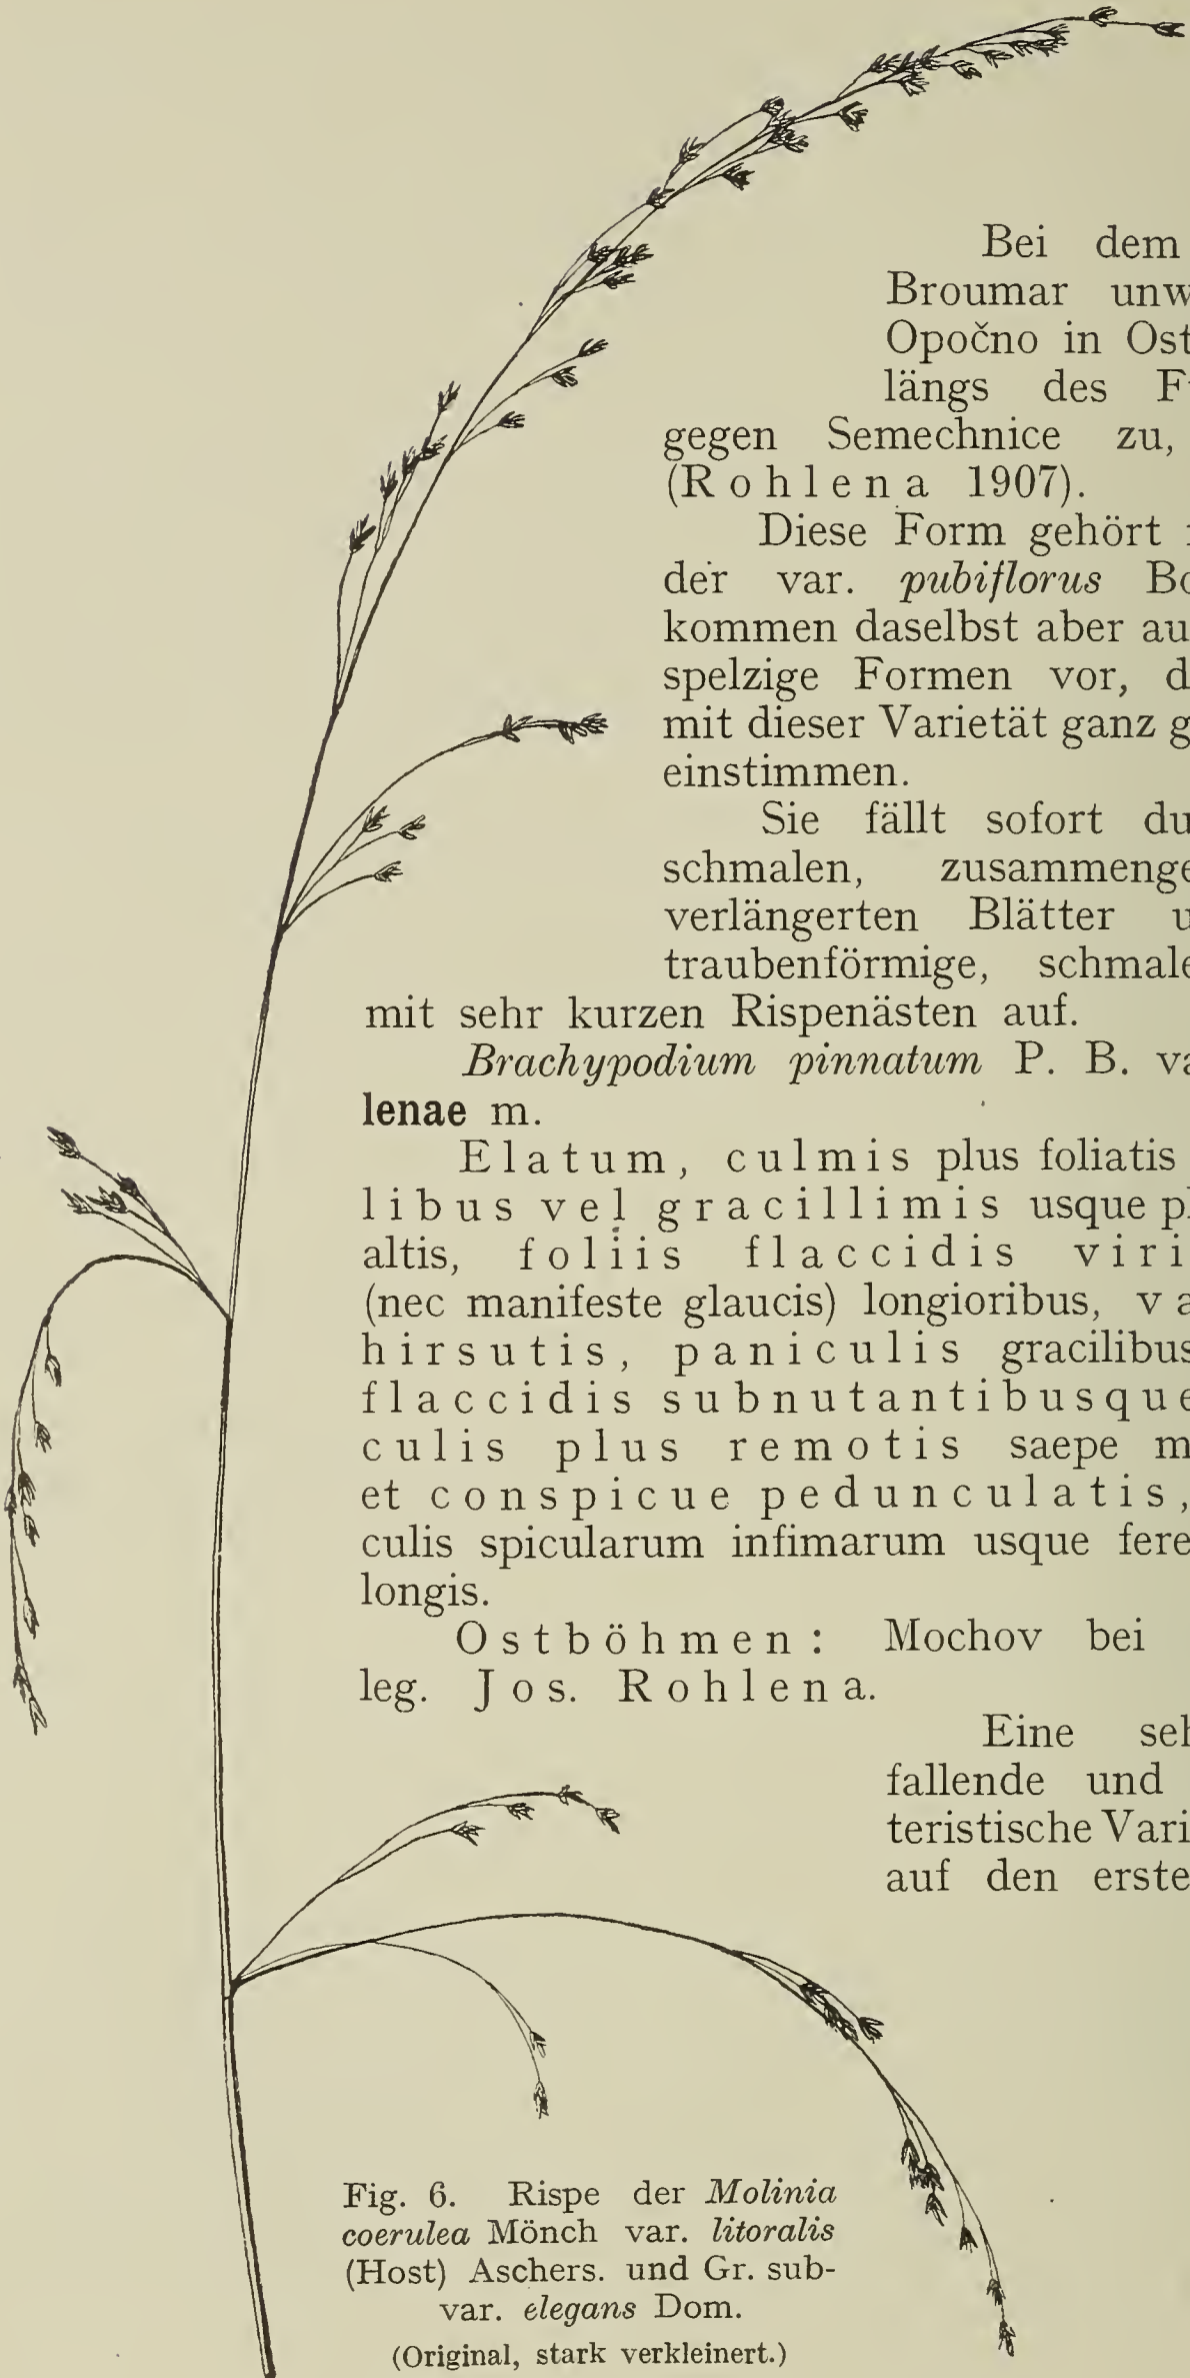 Bei dem
Broumar unw
Opočno in Ost
längs des F
gegen Semechnice zu,
(Rohlena 1907).
Diese Form gehört
der var. pubiflorus Bo
kommen daselbst aber au
spelzige Formen vor, d
mit dieser Varietät ganz g
einstimmen.
Sie fällt sofort du
schmalen, zusammenge
verlängerten Blätter u
traubenförmige, schmale
mit sehr kurzen Rispenästen auf.
Brachypodium pinnatum P. B. va
lenae m.
Elatum, culmis plus foliatis
libus vel gracillimis usque pl
altis, foliis flaccidis viri
(nec manifeste glaucis) longioribus, va
hirsutis, paniculis gracilibus
flaccidis subnutantibusque
culis plus remotis saepe m
et conspicue pedunculatis,
culis spicularum infimarum usque fere
longis.
Ostböhmen: Mochov bei
leg. Jos. Rohlena.
Eine seh
fallende und
teristische Vari
auf den erste
Fig. 6. Rispe der Molinia
coerulea Mönch var. litoralis
(Host) Aschers. und Gr. sub-
var. elegans Dom.
(Original, stark verkleinert.)